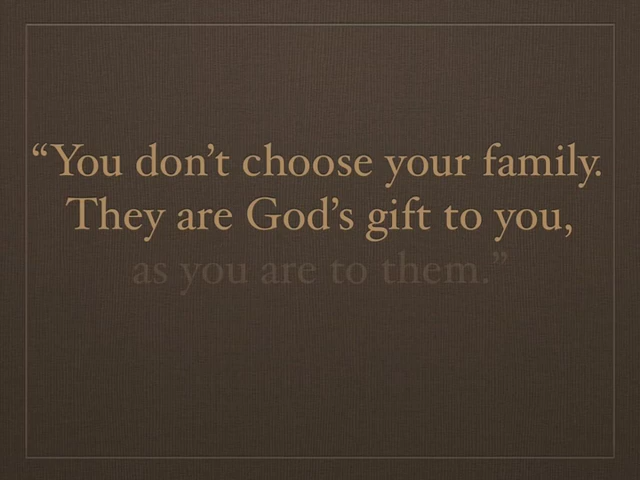 “You don’t choose your family.
They are God’s gift to you,
as you are to them.”